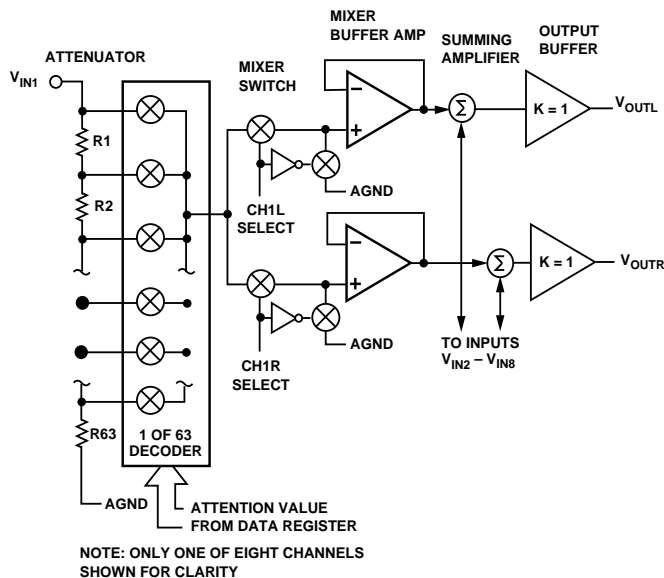 ATTENUATOR
V_IN1
R1
R2
R63
AGND
1 OF 63
DECODER
ATTENTION VALUE
FROM DATA REGISTER
NOTE: ONLY ONE OF EIGHT CHANNELS
SHOWN FOR CLARITY
MIXER
SWITCH
CH1L
SELECT
AGND
CH1R
SELECT
AGND
MIXER
BUFFER AMP
–
+
–
+
SUMMING
AMPLIFIER
Σ
Σ
TO INPUTS
V_IN2 – V_IN8
OUTPUT
BUFFER
K = 1
V_OUTL
K = 1
V_OUTR